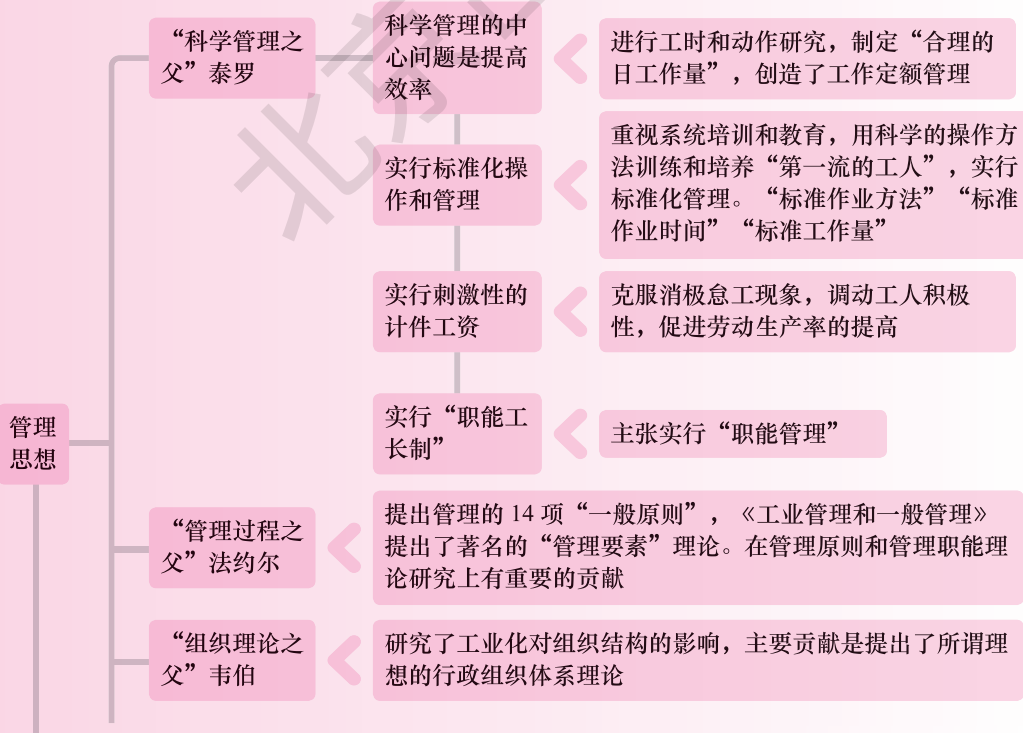 管理
思想
“科学管理之
父”泰罗
科学管理的中
心问题是提高
效率
进行工时和动作研究，制定“合理的
日工作量”，创造了工作定额管理
实行标准化操
作和管理
重视系统培训和教育，用科学的操作方
法训练和培养“第一流的工人”，实行
标准化管理。“标准作业方法”“标准
作业时间”“标准工作量”
实行刺激性的
计件工资
克服消极怠工现象，调动工人积极
性，促进劳动生产率的提高
实行“职能工
长制”
主张实行“职能管理”
“管理过程之
父”法约尔
提出管理的 14 项“一般原则”，《工业管理和一般管理》
提出了著名的“管理要素”理论。在管理原则和管理职能理
论研究上有重要的贡献
“组织理论之
父”韦伯
研究了工业化对组织结构的影响，主要贡献是提出了所谓理
想的行政组织体系理论
北京